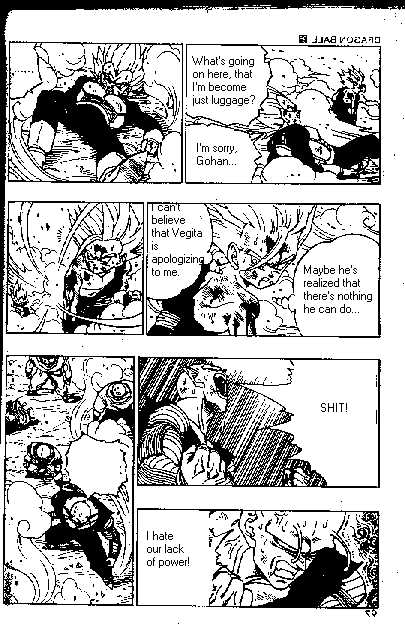 DRAGON BALL
What's going
on here, that
I'm become
just luggage?
I'm sorry,
Gohan...
I can't
believe
that Vegita
is
apologizing
to me.
Maybe he's
realized that
there's nothing
he can do...
SHIT!
I hate
our lack
of power!